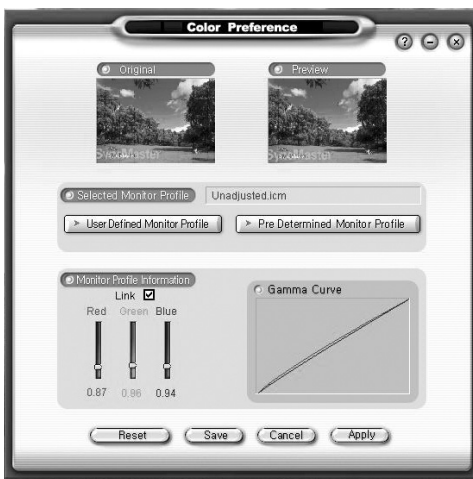 Color Preference
?
Original Preview
SyncMaster SyncMaster
Selected Monitor Profile Unadjusted.icm
> User Defined Monitor Profile > Pre Determined Monitor Profile
Monitor Profile Information
Link
Red Green Blue
0.87 0.96 0.94
Gamma Curve
Reset Save Cancel Apply